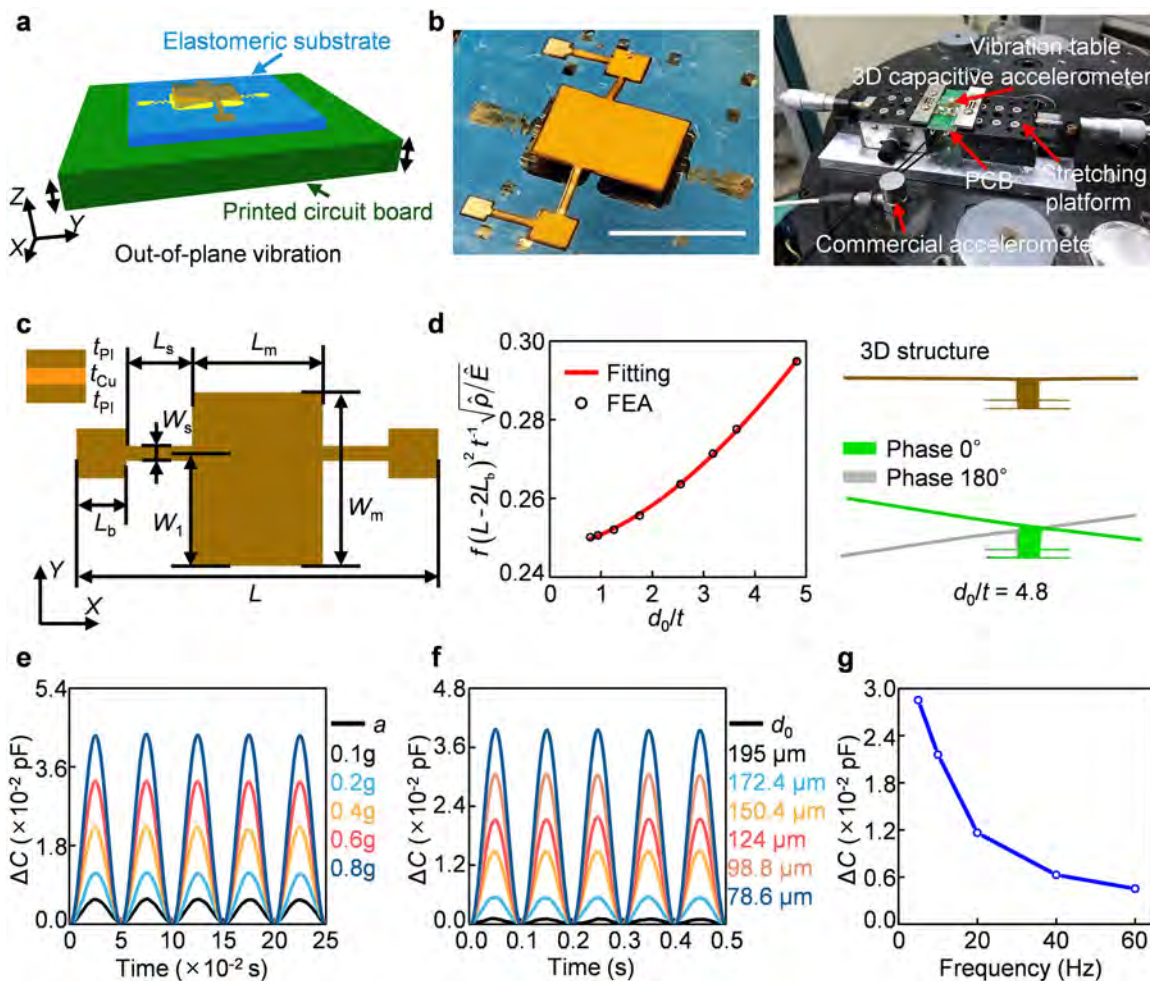 a
Elastomeric substrate
Printed circuit board
Z
X
Y
Out-of-plane vibration
b
Vibration table
3D capacitive accelerometer
PCB
Stretching
platform
Commercial accelerometer
c
t_PI
t_Cu
t_PI
L_s
L_m
W_s
L_b
W_1
W_m
L
Y
X
d
f (L - 2L_b)² t⁻¹ √(ρ̂/Ê)
0.30
0.28
0.26
0.24
Fitting
FEA
0 1 2 3 4 5
d₀/t
3D structure
Phase 0°
Phase 180°
d₀/t = 4.8
e
ΔC (×10⁻² pF)
5.4
3.6
1.8
0.0
a
0.1g
0.2g
0.4g
0.6g
0.8g
0 5 10 15 20 25
Time (×10⁻² s)
f
ΔC (×10⁻² pF)
4.8
3.6
2.4
1.2
0.0
d₀
195 μm
172.4 μm
150.4 μm
124 μm
98.8 μm
78.6 μm
0.0 0.1 0.2 0.3 0.4 0.5
Time (s)
g
ΔC (×10⁻² pF)
3.0
2.4
1.2
0.6
0.0
0 20 40 60
Frequency (Hz)